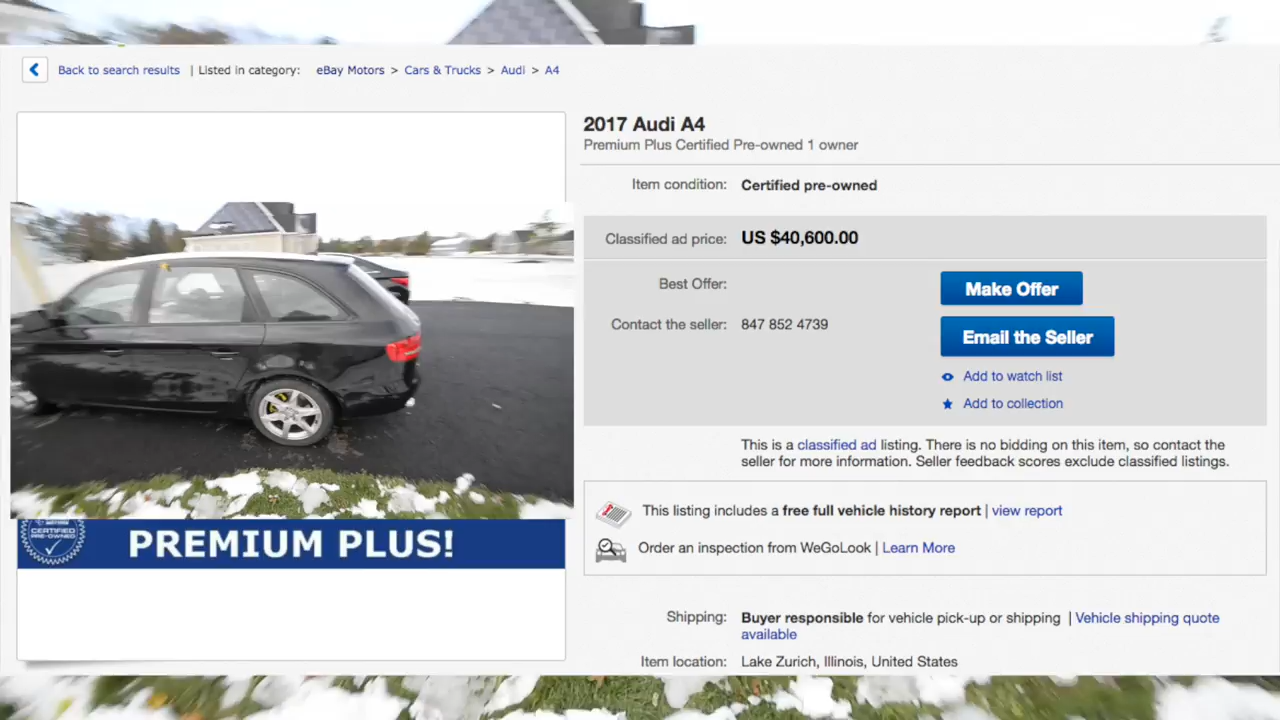 Back to search results | Listed in category: eBay Motors > Cars & Trucks > Audi > A4
2017 Audi A4
Premium Plus Certified Pre-owned 1 owner
Item condition: Certified pre-owned
Classified ad price: US $40,600.00
Best Offer: Make Offer
Contact the seller: 847 852 4739 Email the Seller
Add to watch list
Add to collection
This is a classified ad listing. There is no bidding on this item, so contact the
seller for more information. Seller feedback scores exclude classified listings.
This listing includes a free full vehicle history report | view report
Order an inspection from WeGoLook | Learn More
CERTIFIED
PRE-OWNED
PREMIUM PLUS!
Shipping: Buyer responsible for vehicle pick-up or shipping | Vehicle shipping quote
available
Item location: Lake Zurich, Illinois, United States